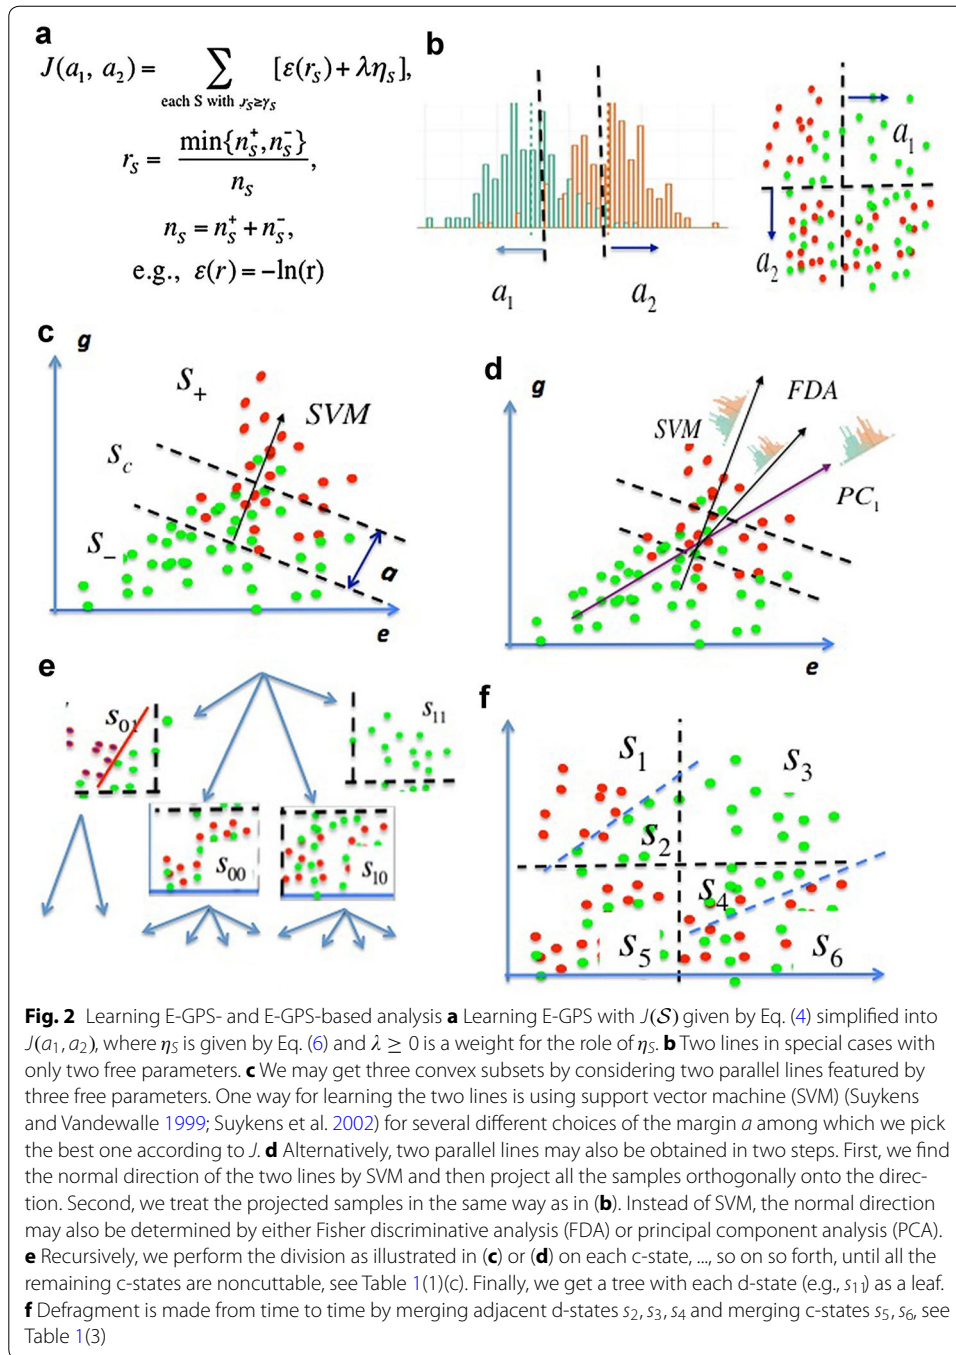 a
J(a₁, a₂) = ∑ [ε(r_S) + λη_S],
each S with r_S≥γ_S
r_S = min{n_S⁺, n_S⁻} / n_S,
n_S = n_S⁺ + n_S⁻,
e.g., ε(r) = −ln(r)
b
a₁
a₂
a₁
a₂
c
g
S₊
SVM
S_c
S₋
a
e
d
g
FDA
SVM
PC₁
e
e
s₀₁
s₁₁
s₀₀
s₁₀
f
S₁
S₃
S₂
S₄
S₅
S₆
Fig. 2 Learning E-GPS- and E-GPS-based analysis a Learning E-GPS with J(𝒮) given by Eq. (4) simplified into
J(a₁, a₂), where η_S is given by Eq. (6) and λ ≥ 0 is a weight for the role of η_S. b Two lines in special cases with
only two free parameters. c We may get three convex subsets by considering two parallel lines featured by
three free parameters. One way for learning the two lines is using support vector machine (SVM) (Suykens
and Vandewalle 1999; Suykens et al. 2002) for several different choices of the margin a among which we pick
the best one according to J. d Alternatively, two parallel lines may also be obtained in two steps. First, we find
the normal direction of the two lines by SVM and then project all the samples orthogonally onto the direc-
tion. Second, we treat the projected samples in the same way as in (b). Instead of SVM, the normal direction
may also be determined by either Fisher discriminative analysis (FDA) or principal component analysis (PCA).
e Recursively, we perform the division as illustrated in (c) or (d) on each c-state, ..., so on so forth, until all the
remaining c-states are noncuttable, see Table 1(1)(c). Finally, we get a tree with each d-state (e.g., s₁₁) as a leaf.
f Defragment is made from time to time by merging adjacent d-states s₂, s₃, s₄ and merging c-states s₅, s₆, see
Table 1(3)